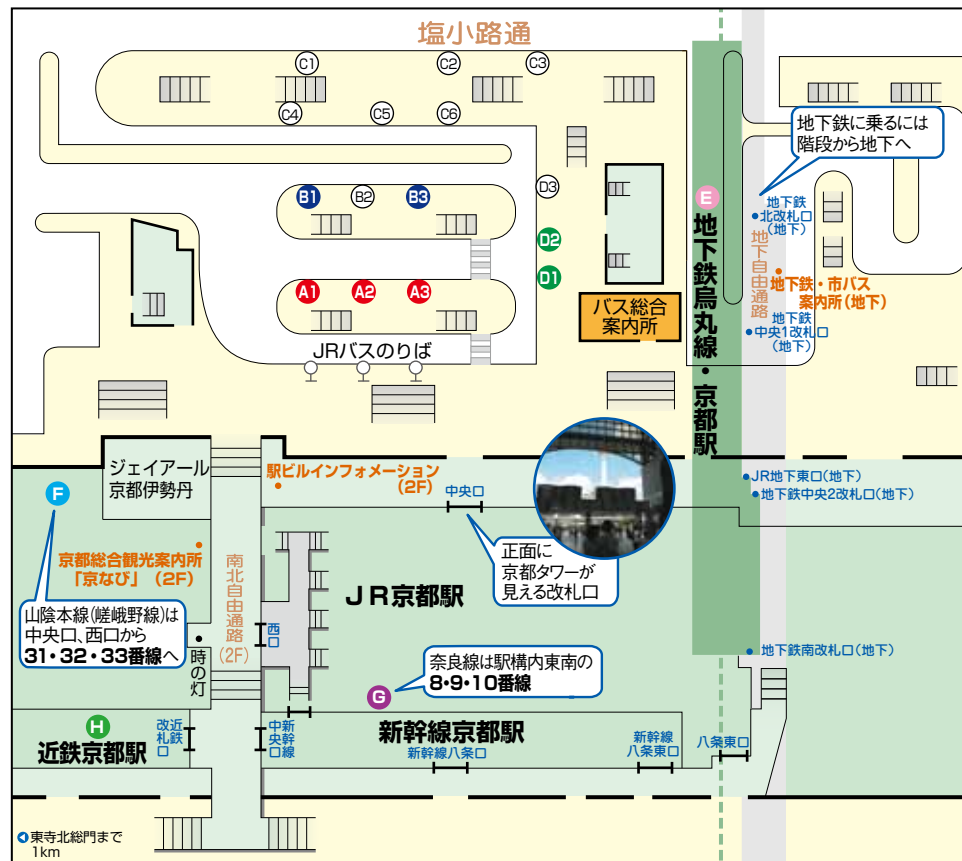 塩小路通
C1
C2
C3
C4
C5
C6
地下鉄に乗るには
階段から地下へ
B1
B2
B3
D3
D2
D1
E
地下鉄烏丸線・京都駅
地下鉄
北改札口
(地下)
地下自由通路
地下鉄・市バス
案内所(地下)
地下鉄
中央1改札口
(地下)
A1
A2
A3
バス総合
案内所
JRバスのりば
ジェイアール
京都伊勢丹
駅ビルインフォメーション
(2F)
中央口
JR地下東口(地下)
地下鉄中央2改札口(地下)
F
京都総合観光案内所
「京なび」(2F)
南北自由通路
(2F)
正面に
京都タワーが
見える改札口
JR京都駅
山陰本線(嵯峨野線)は
中央口、西口から
31・32・33番線へ
時の灯
西口
奈良線は駅構内東南の
8・9・10番線
G
地下鉄南改札口(地下)
H
近鉄京都駅
近鉄
改札口
新幹線
中央口
新幹線京都駅
新幹線八条口
新幹線
八条東口
八条東口
東寺北総門まで
1km